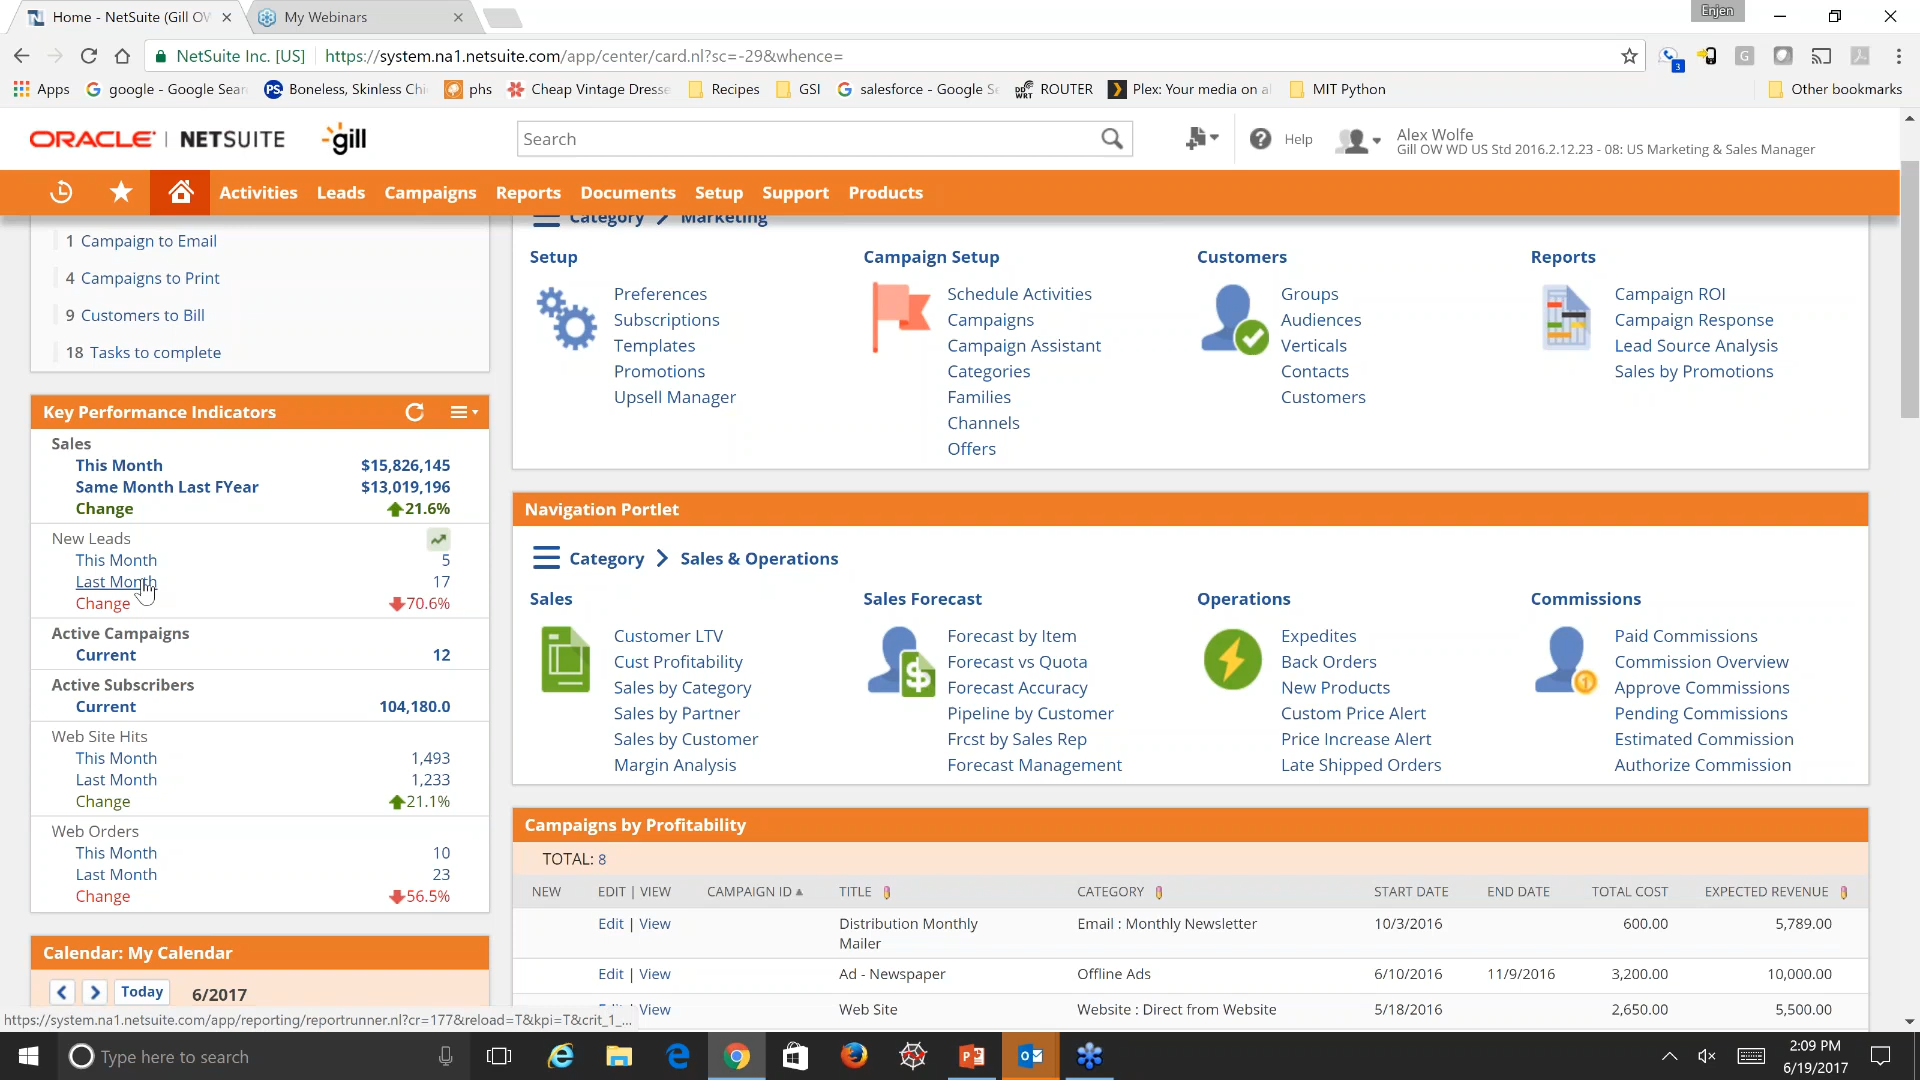 Home - NetSuite (Gill OW
My Webinars
Enjen
NetSuite Inc. [US]
https://system.na1.netsuite.com/app/center/card.nl?sc=-29&whence=
3
G
Apps
google - Google Sear
PS
Boneless, Skinless Chi
phs
Cheap Vintage Dresse
Recipes
GSI
salesforce - Google Se
DD WRT
ROUTER
Plex: Your media on a
MIT Python
Other bookmarks
ORACLE | NETSUITE
gill
Search
Help
Alex Wolfe
Gill OW WD US Std 2016.2.12.23 - 08: US Marketing & Sales Manager
Activities
Leads
Campaigns
Reports
Documents
Setup
Support
Products
1 Campaign to Email
4 Campaigns to Print
9 Customers to Bill
18 Tasks to complete
Key Performance Indicators
Sales
This Month $15,826,145
Same Month Last FYear $13,019,196
Change 21.6%
New Leads
This Month 5
Last Month 17
Change 70.6%
Active Campaigns
Current 12
Active Subscribers
Current 104,180.0
Web Site Hits
This Month 1,493
Last Month 1,233
Change 21.1%
Web Orders
This Month 10
Last Month 23
Change 56.5%
Calendar: My Calendar
Today
6/2017
Category > Marketing
Setup
Preferences
Subscriptions
Templates
Promotions
Upsell Manager
Campaign Setup
Schedule Activities
Campaigns
Campaign Assistant
Categories
Families
Channels
Offers
Customers
Groups
Audiences
Verticals
Contacts
Customers
Reports
Campaign ROI
Campaign Response
Lead Source Analysis
Sales by Promotions
Navigation Portlet
Category > Sales & Operations
Sales
Customer LTV
Cust Profitability
Sales by Category
Sales by Partner
Sales by Customer
Margin Analysis
Sales Forecast
Forecast by Item
Forecast vs Quota
Forecast Accuracy
Pipeline by Customer
Frcst by Sales Rep
Forecast Management
Operations
Expedites
Back Orders
New Products
Custom Price Alert
Price Increase Alert
Late Shipped Orders
Commissions
Paid Commissions
Commission Overview
Approve Commissions
Pending Commissions
Estimated Commission
Authorize Commission
Campaigns by Profitability
TOTAL: 8
NEW EDIT | VIEW CAMPAIGN ID TITLE CATEGORY START DATE END DATE TOTAL COST EXPECTED REVENUE
Edit | View Distribution Monthly Mailer Email : Monthly Newsletter 10/3/2016 600.00 5,789.00
Edit | View Ad - Newspaper Offline Ads 6/10/2016 11/9/2016 3,200.00 10,000.00
Edit | View Web Site Website : Direct from Website 5/18/2016 2,650.00 5,500.00
https://system.na1.netsuite.com/app/reporting/reportrunner.nl?cr=177&reload=T&kpi=T&crit_1_...
Type here to search
2:09 PM
6/19/2017